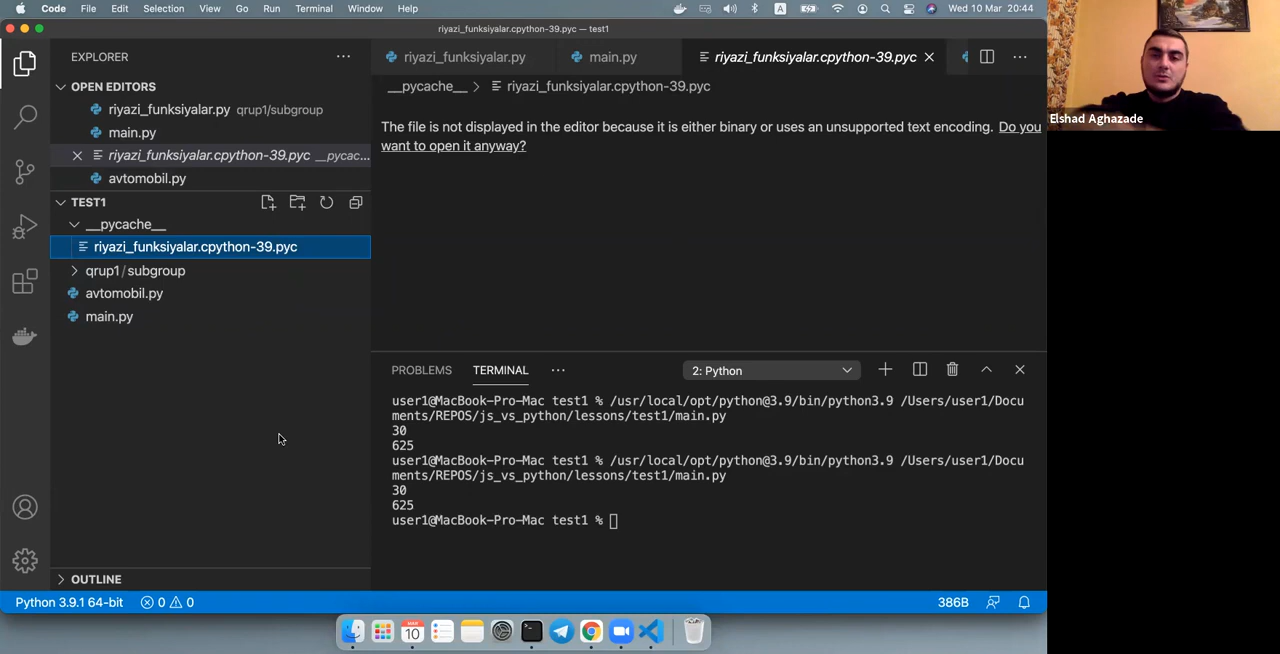 Code File Edit Selection View Go Run Terminal Window Help A Wed 10 Mar 20:44
riyazi_funksiyalar.cpython-39.pyc — test1
EXPLORER
OPEN EDITORS
riyazi_funksiyalar.py qrup1/subgroup
main.py
riyazi_funksiyalar.cpython-39.pyc __pycac...
avtomobil.py
TEST1
__pycache__
riyazi_funksiyalar.cpython-39.pyc
qrup1/subgroup
avtomobil.py
main.py
OUTLINE
riyazi_funksiyalar.py main.py riyazi_funksiyalar.cpython-39.pyc
__pycache__ > riyazi_funksiyalar.cpython-39.pyc
The file is not displayed in the editor because it is either binary or uses an unsupported text encoding. Do you
want to open it anyway?
PROBLEMS TERMINAL 2: Python
user1@MacBook-Pro-Mac test1 % /usr/local/opt/python@3.9/bin/python3.9 /Users/user1/Docu
ments/REPOS/js_vs_python/lessons/test1/main.py
30
625
user1@MacBook-Pro-Mac test1 % /usr/local/opt/python@3.9/bin/python3.9 /Users/user1/Docu
ments/REPOS/js_vs_python/lessons/test1/main.py
30
625
user1@MacBook-Pro-Mac test1 %
Python 3.9.1 64-bit 0 0 386B
MAR
10
Elshad Aghazade